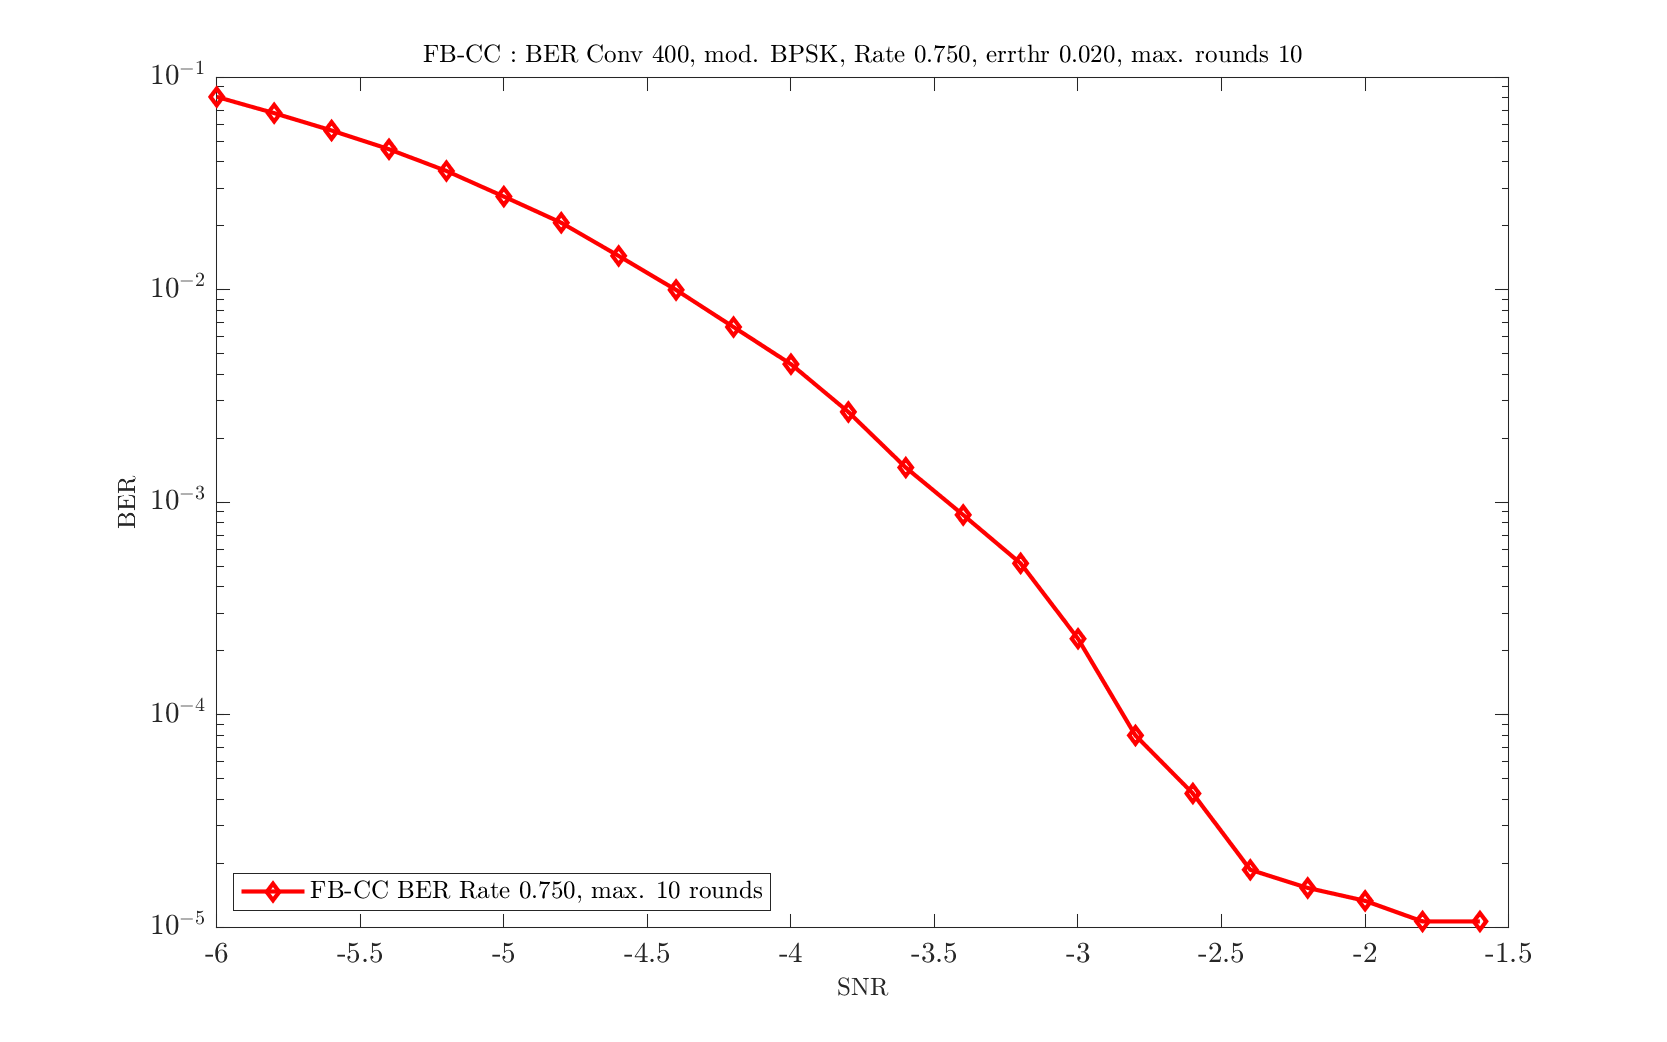 FB-CC : BER Conv 400, mod. BPSK, Rate 0.750, errthr 0.020, max. rounds 10
10^{-1}
10^{-2}
10^{-3}
10^{-4}
10^{-5}
BER
FB-CC BER Rate 0.750, max. 10 rounds
-6 -5.5 -5 -4.5 -4 -3.5 -3 -2.5 -2 -1.5
SNR